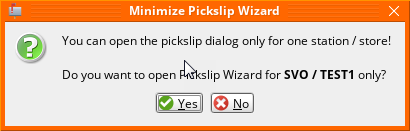 Minimize Pickslip Wizard
You can open the pickslip dialog only for one station / store!
Do you want to open Pickslip Wizard for SVO / TEST1 only?
Yes No